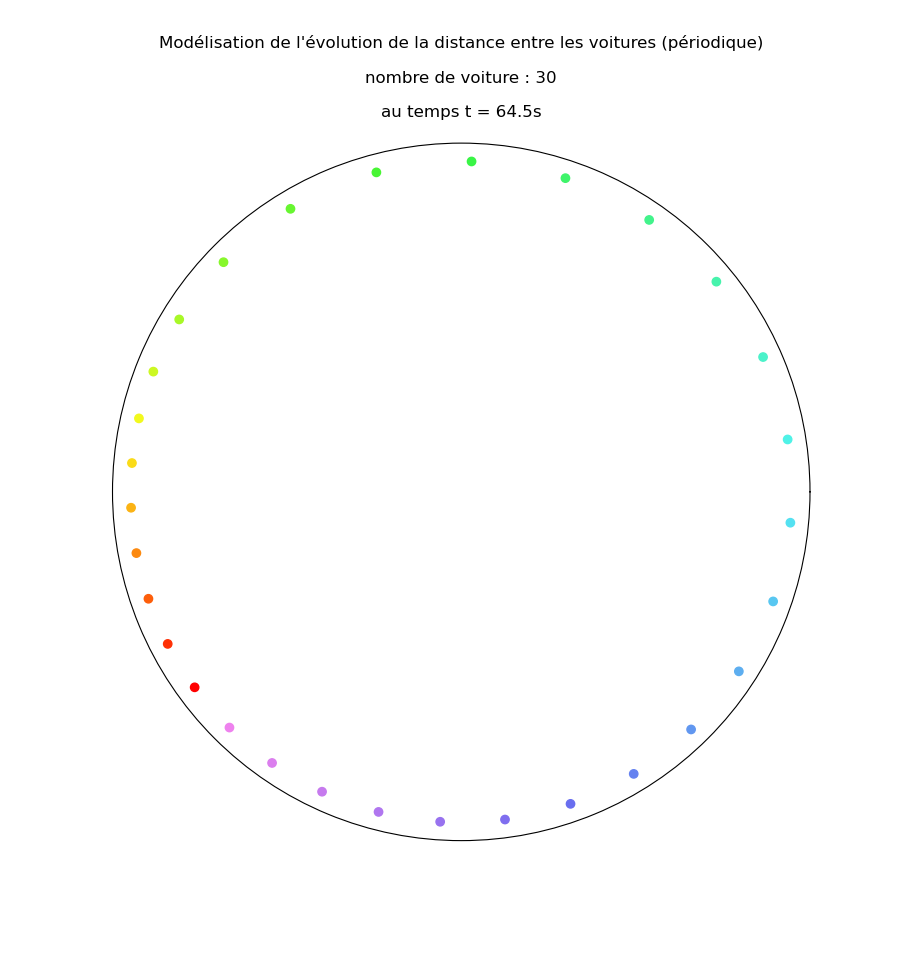 Modélisation de l'évolution de la distance entre les voitures (périodique)
nombre de voiture : 30
au temps t = 64.5s